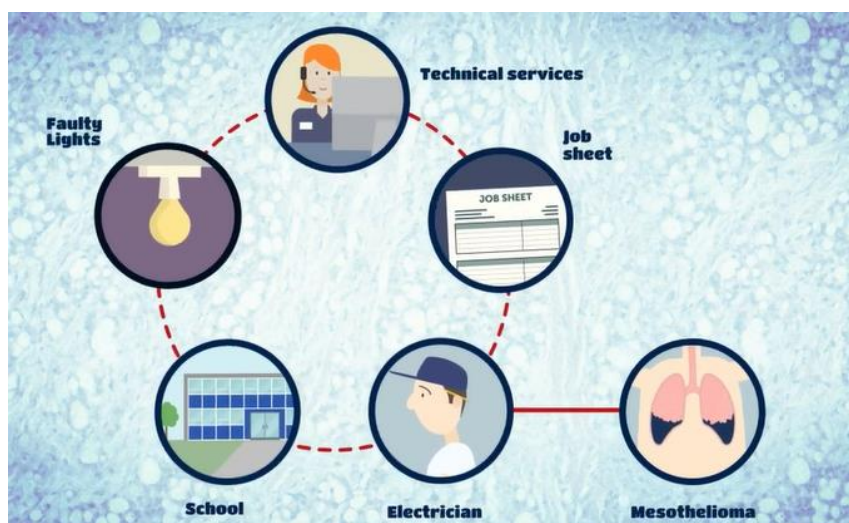 Technical services
Faulty
Lights
Job
sheet
JOB SHEET
School
Electrician
Mesothelioma